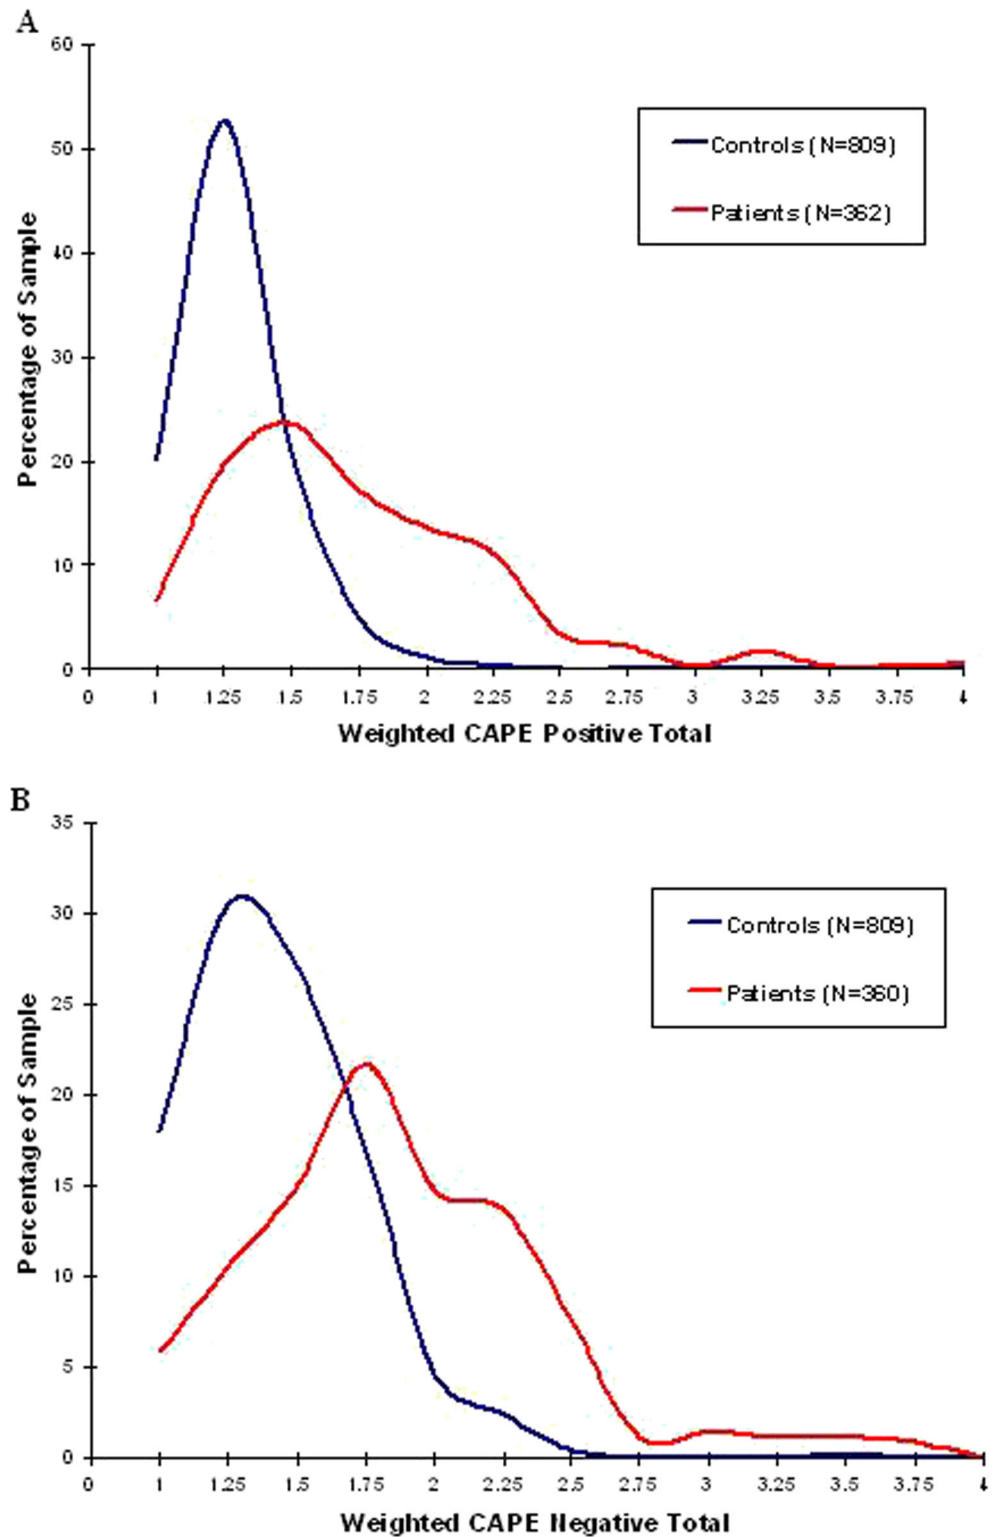 A
60
50
40
30
20
10
0
Percentage of Sample
Controls (N=809)
Patients (N=362)
0 1 1.25 1.5 1.75 2 2.25 2.5 2.75 3 3.25 3.5 3.75 4
Weighted CAPE Positive Total
B
35
30
25
20
15
10
5
0
Percentage of Sample
Controls (N=809)
Patients (N=360)
0 1 1.25 1.5 1.75 2 2.25 2.5 2.75 3 3.25 3.5 3.75 4
Weighted CAPE Negative Total